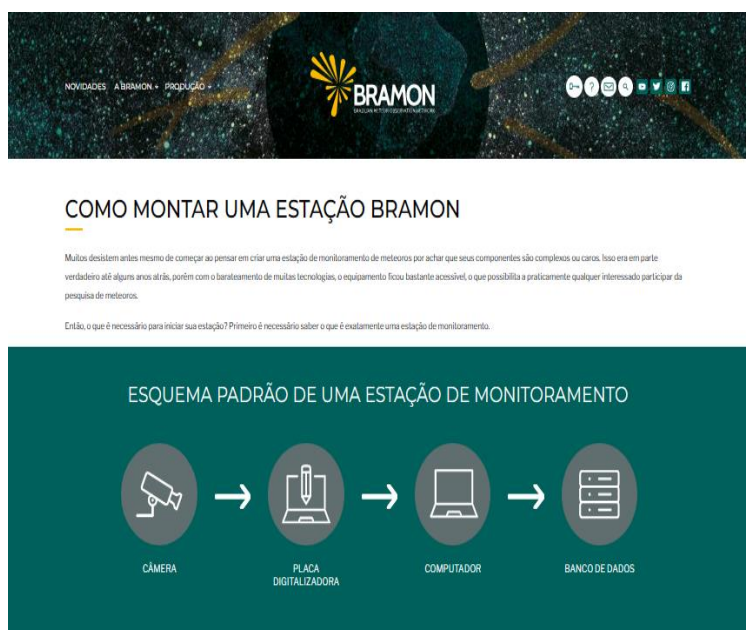 NOVIDADES A BRAMON + PRODUÇÃO +
BRAMON
BRAZILIAN METEOR OBSERVATION NETWORK
COMO MONTAR UMA ESTAÇÃO BRAMON
Muitos desistem antes mesmo de começar ao pensar em criar uma estação de monitoramento de meteoros por achar que seus componentes são complexos ou caros. Isso era em parte
verdadeiro até alguns anos atrás, porém com o barateamento de muitas tecnologias, o equipamento ficou bastante acessível, o que possibilita a praticamente qualquer interessado participar da
pesquisa de meteoros.
Então, o que é necessário para iniciar sua estação? Primeiro é necessário saber o que é exatamente uma estação de monitoramento.
ESQUEMA PADRÃO DE UMA ESTAÇÃO DE MONITORAMENTO
CÂMERA
PLACA
DIGITALIZADORA
COMPUTADOR
BANCO DE DADOS